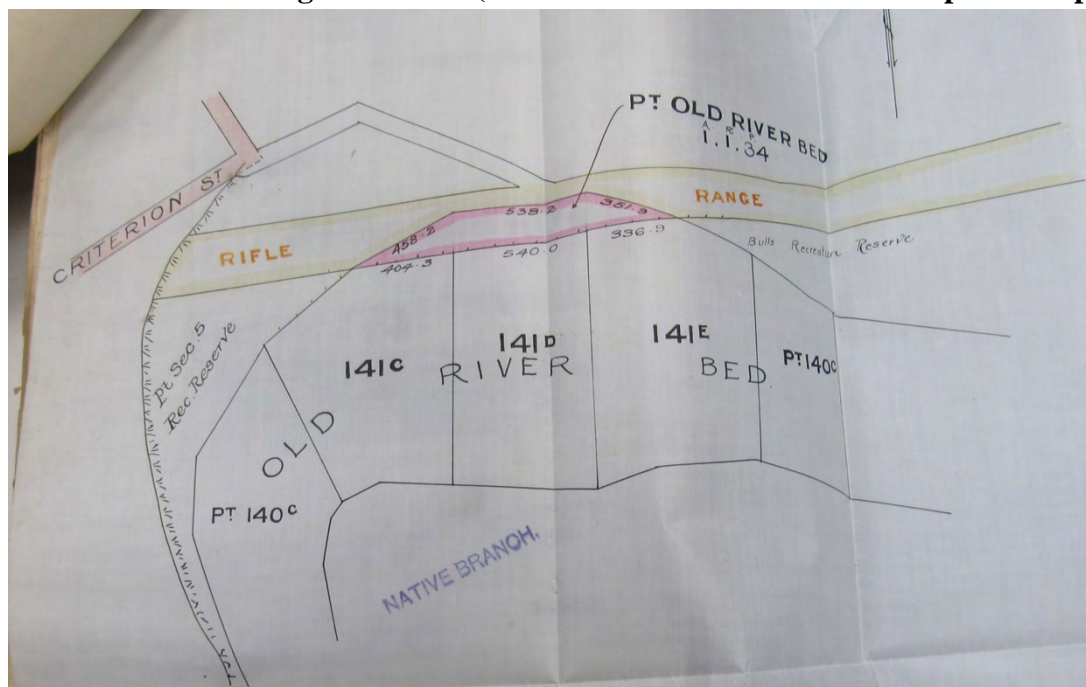 PT OLD RIVER BED
A. R. P.
1.1.34
CRITERION ST.
RIFLE
RANGE
458.2
538.2
351.9
404.3
540.0
336.9
Bulls Recreation Reserve
Pt Sec. 5
Rec. Reserve
141C
141D
141E
PT 140C
OLD
RIVER
BED
PT 140C
NATIVE BRANCH.